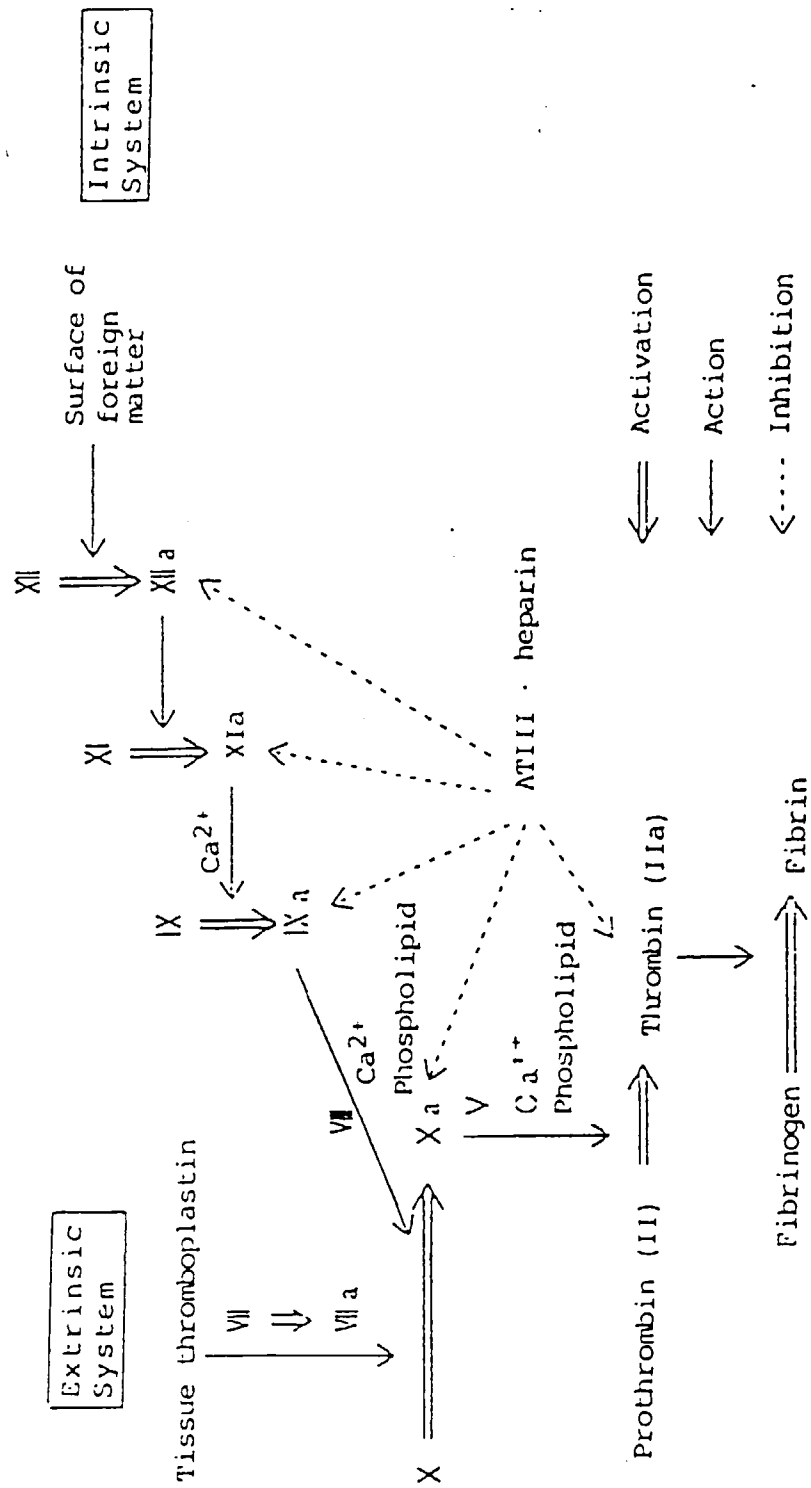 Extrinsic
System
Intrinsic
System
Tissue thromboplastin
VII
VIIa
XII
Surface of
foreign
matter
XIIa
XI
XIa
Ca2+
IX
IXa
VIII
Ca2+
Phospholipid
X
Xa
V
Ca2+
Phospholipid
ATIII · heparin
Prothrombin (II)
Thrombin (IIa)
Fibrinogen
Fibrin
Activation
Action
Inhibition